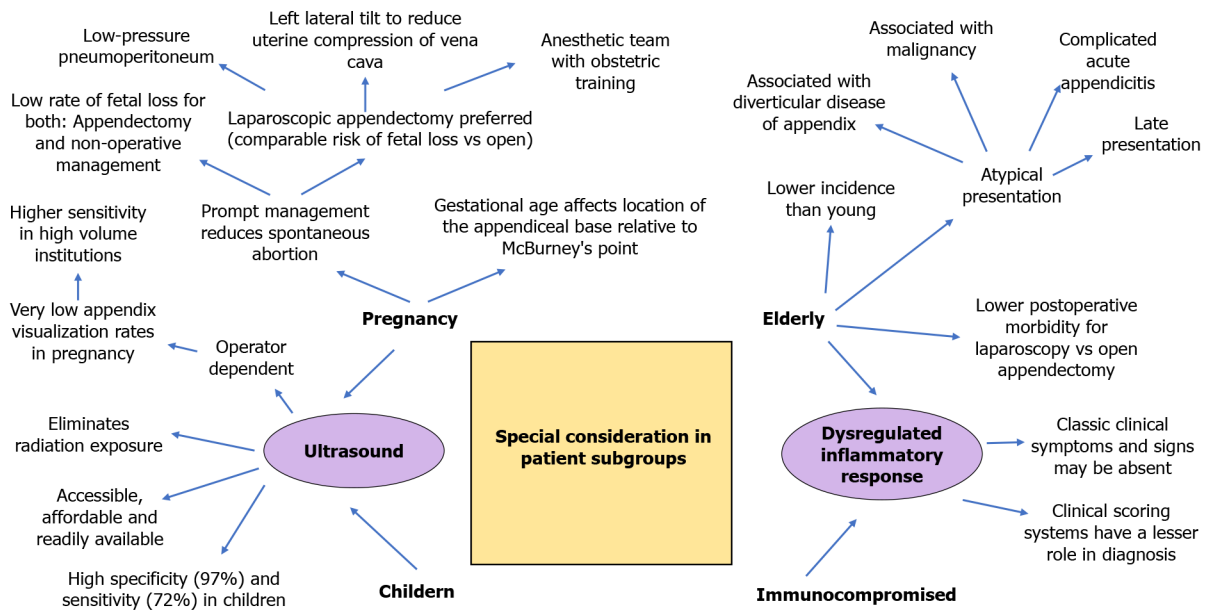 Low-pressure
pneumoperitoneum
Left lateral tilt to reduce
uterine compression of vena
cava
Anesthetic team
with obstetric
training
Low rate of fetal loss for
both: Appendectomy
and non-operative
management
Laparoscopic appendectomy preferred
(comparable risk of fetal loss vs open)
Higher sensitivity
in high volume
institutions
Prompt management
reduces spontaneous
abortion
Gestational age affects location of
the appendiceal base relative to
McBurney's point
Very low appendix
visualization rates
in pregnancy
Operator
dependent
Pregnancy
Eliminates
radiation exposure
Ultrasound
Accessible,
affordable and
readily available
High specificity (97%) and
sensitivity (72%) in children
Childern
Special consideration in
patient subgroups
Associated with
malignancy
Complicated
acute
appendicitis
Associated with
diverticular disease
of appendix
Late
presentation
Atypical
presentation
Lower incidence
than young
Elderly
Lower postoperative
morbidity for
laparoscopy vs open
appendectomy
Dysregulated
inflammatory
response
Classic clinical
symptoms and signs
may be absent
Clinical scoring
systems have a lesser
role in diagnosis
Immunocompromised